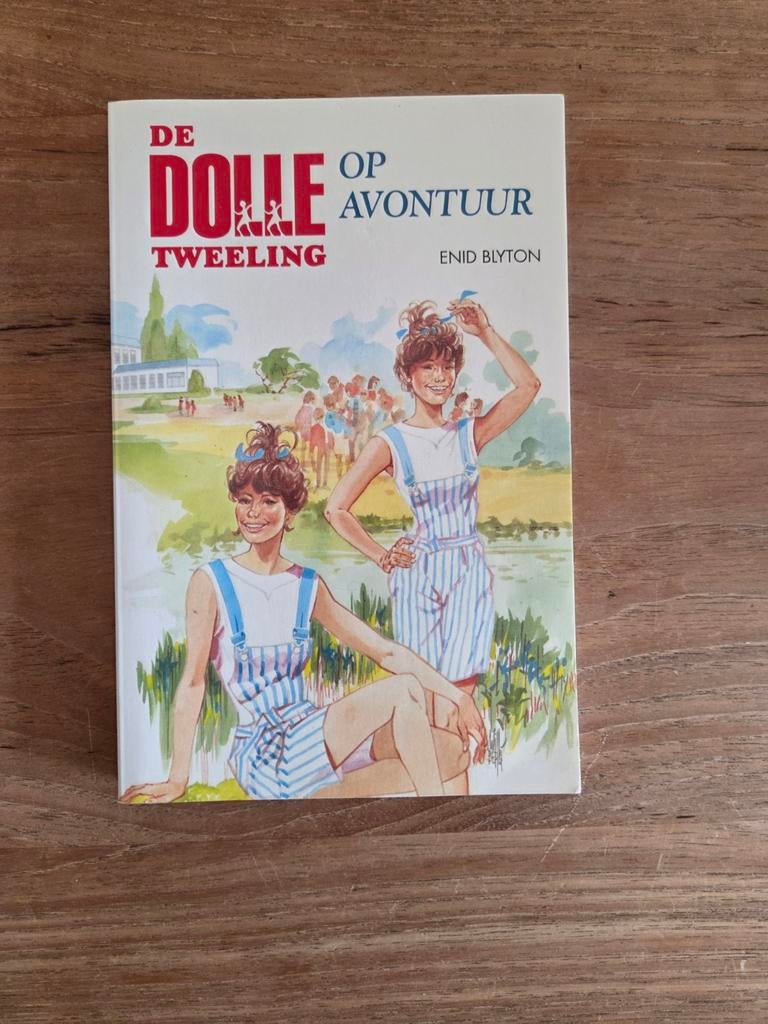 DE
DOLLE
TWEELING
OP
AVONTUUR
ENID BLYTON